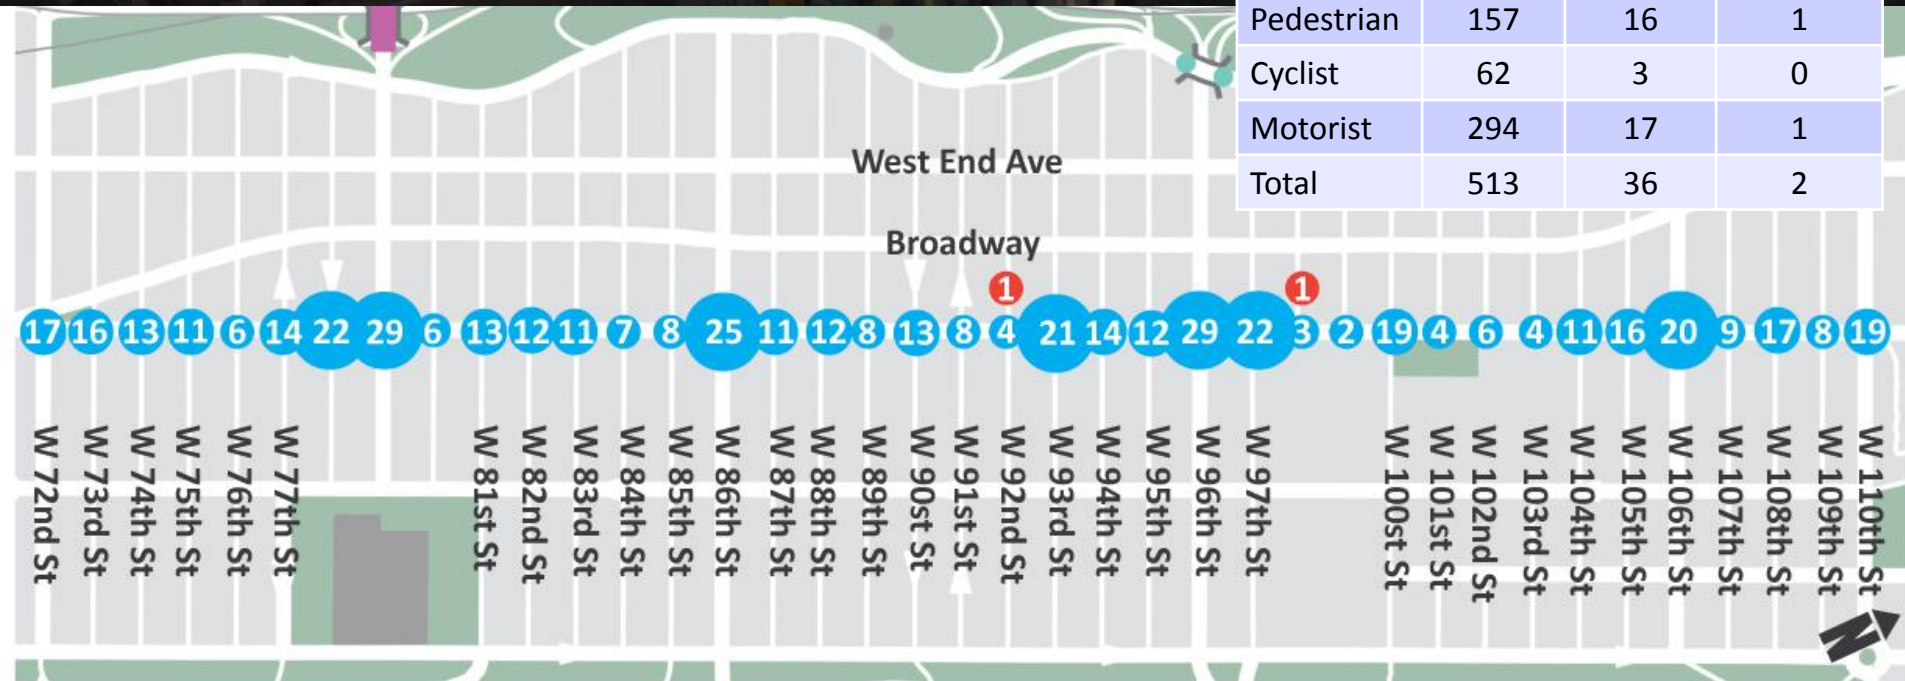 Pedestrian 157 16 1
Cyclist 62 3 0
Motorist 294 17 1
Total 513 36 2
West End Ave
Broadway
1 1
17 16 13 11 6 14 22 29 6 13 12 11 7 8 25 11 12 8 13 8 4 21 14 12 29 22 3 2 19 4 6 4 11 16 20 9 17 8 19
W 72nd St
W 73rd St
W 74th St
W 75th St
W 76th St
W 77th St
W 81st St
W 82nd St
W 83rd St
W 84th St
W 85th St
W 86th St
W 87th St
W 88th St
W 89th St
W 90st St
W 91st St
W 92nd St
W 93rd St
W 94th St
W 95th St
W 96th St
W 97th St
W 100st St
W 101st St
W 102nd St
W 103rd St
W 104th St
W 105th St
W 106th St
W 107th St
W 108th St
W 109th St
W 110th St
N